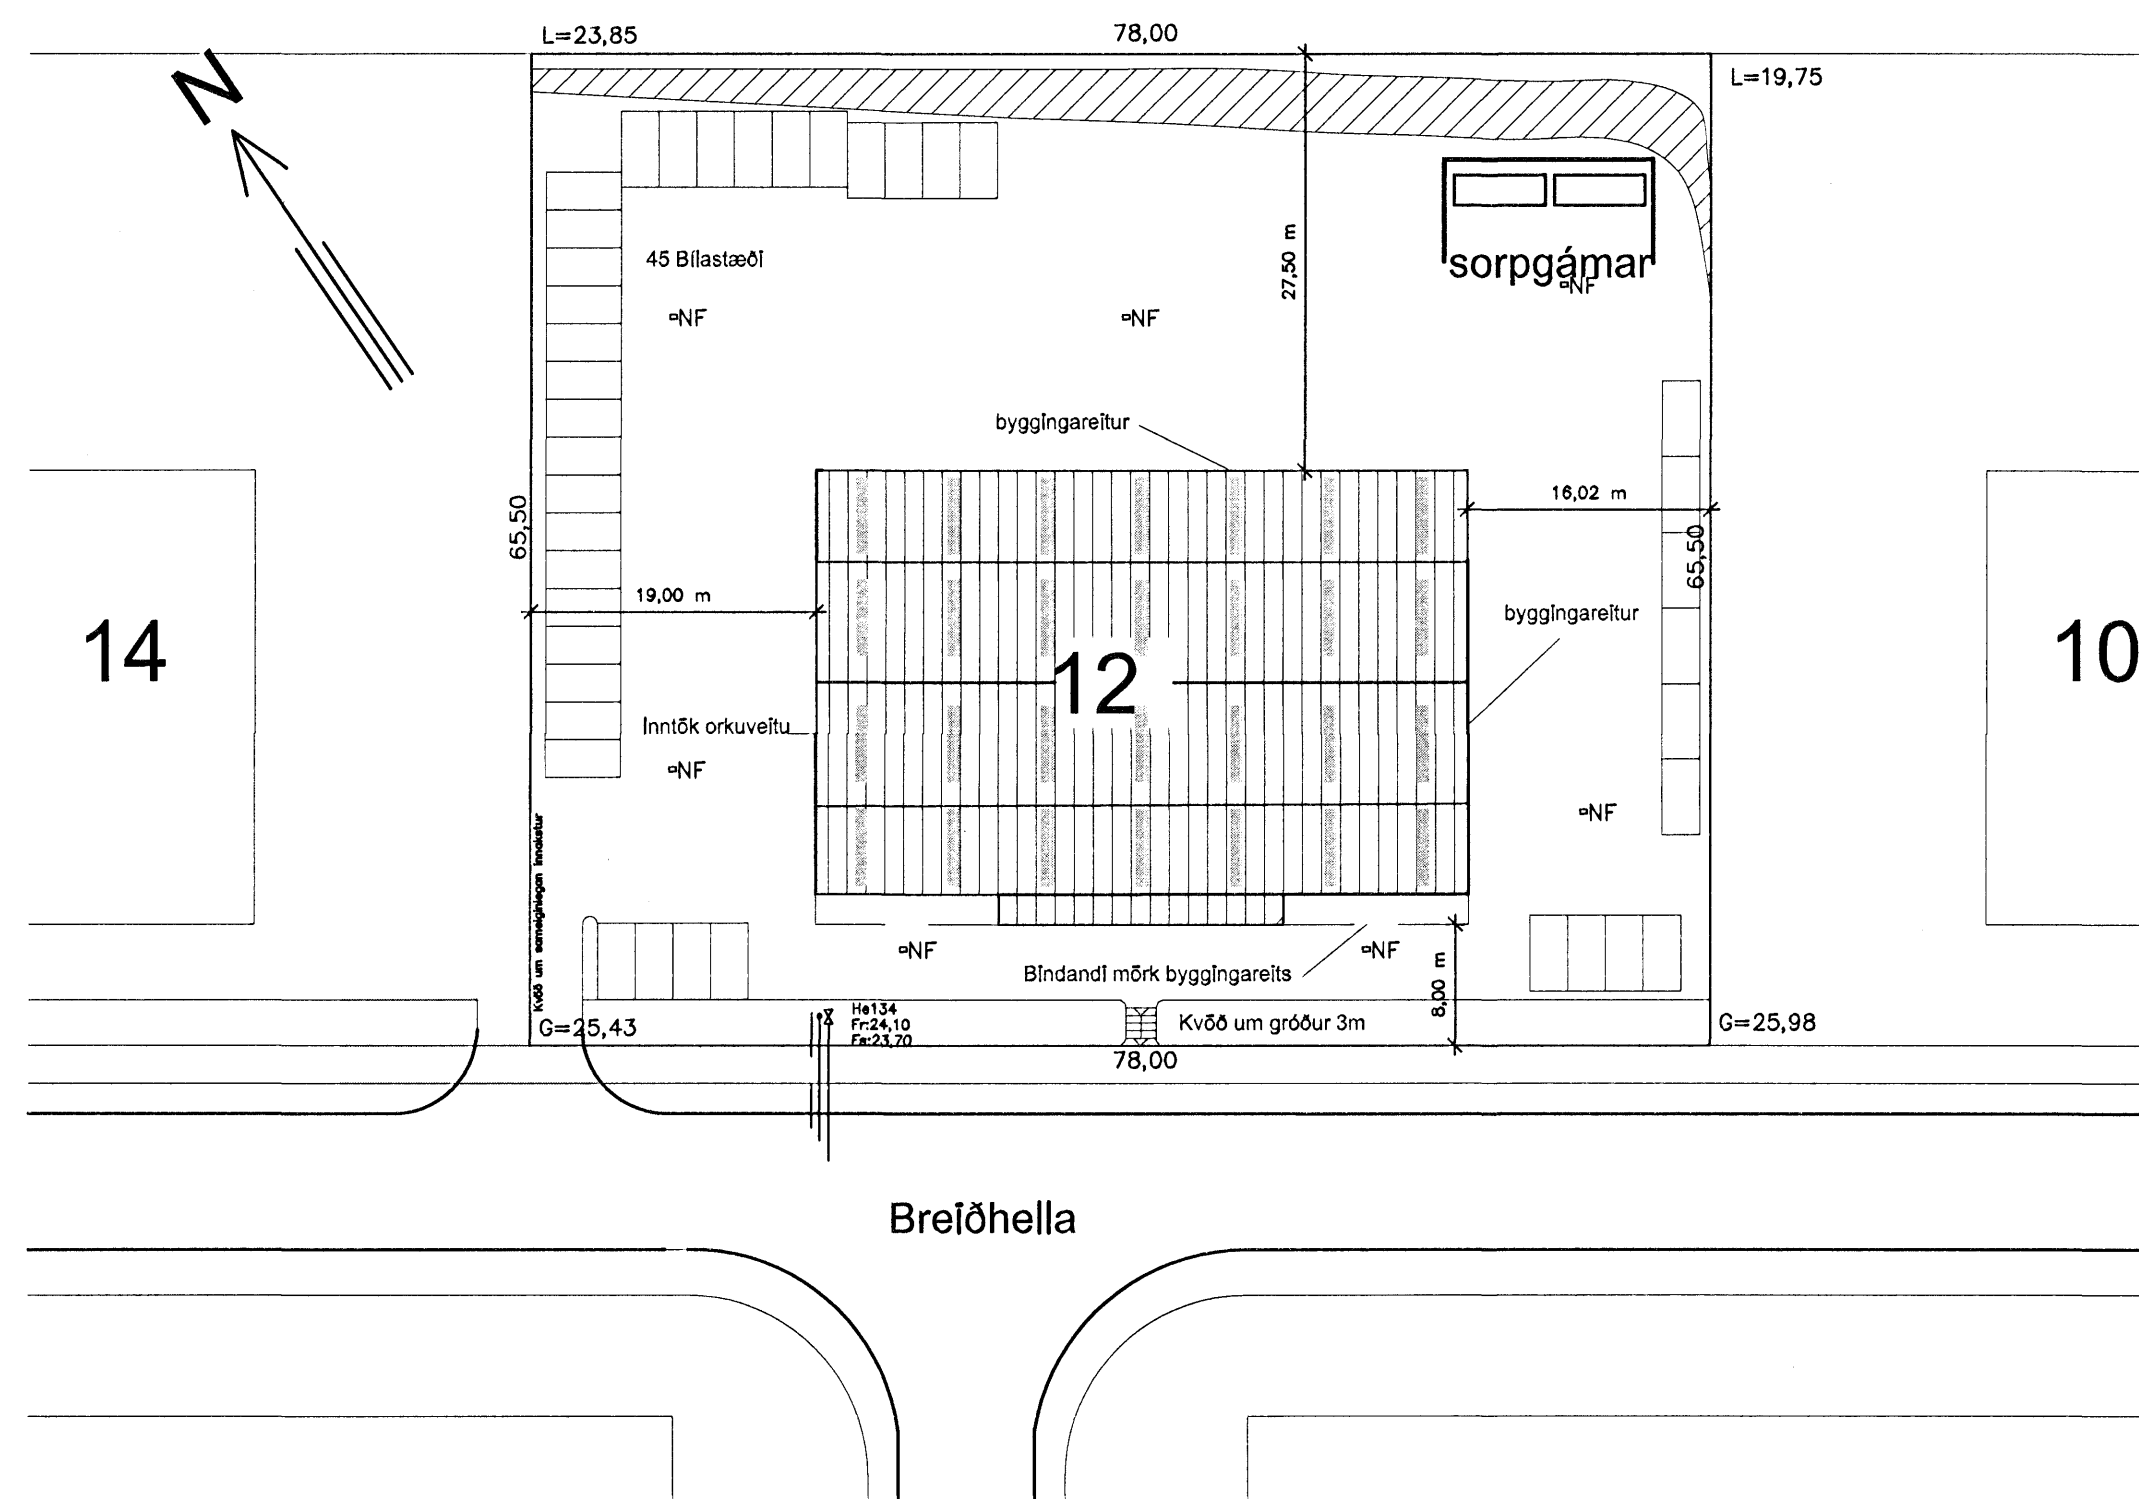 L=23,85
78,00
L=19,75
N
45 Bílastæði
27,50 m
sorpgámar
NF
NF
NF
byggingareitur
16,02 m
65,50
65,50
19,00 m
byggingareitur
14
12
10
Inntök orkuveitu
NF
NF
Kvöð um sameiginlegan innakstur
NF
NF
Bindandi mörk byggingareits
8,00 m
He134
Fr:24,10
Fs:23,70
G=25,43
Kvöð um gróður 3m
G=25,98
78,00
Breiðhella